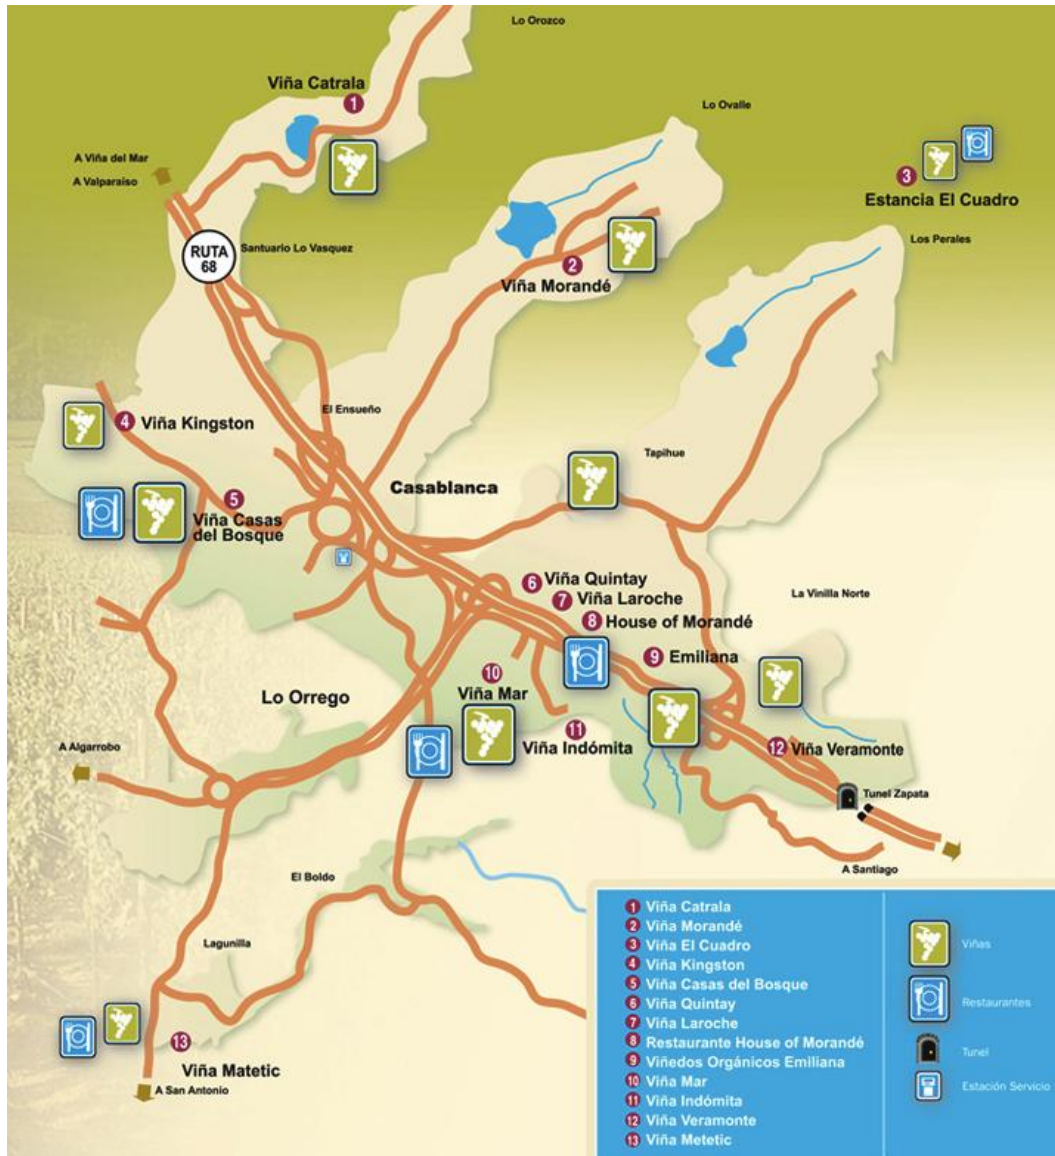 Lo Orozco
Viña Catrala
1
Lo Ovalle
A Viña del Mar
A Valparaíso
3
Estancia El Cuadro
Los Perales
RUTA
68
Santuario Lo Vasquez
2
Viña Morandé
El Ensueño
4 Viña Kingston
Tapihue
Casablanca
5
Viña Casas
del Bosque
6 Viña Quintay
7 Viña Laroche
8 House of Morandé
La Vinilla Norte
9 Emiliana
10
Viña Mar
Lo Orrego
11
Viña Indómita
12 Viña Veramonte
A Algarrobo
Tunel Zapata
A Santiago
El Boldo
Lagunilla
13
Viña Matetic
A San Antonio
1 Viña Catrala
2 Viña Morandé
3 Viña El Cuadro
4 Viña Kingston
5 Viña Casas del Bosque
6 Viña Quintay
7 Viña Laroche
8 Restaurante House of Morandé
9 Viñedos Orgánicos Emiliana
10 Viña Mar
11 Viña Indómita
12 Viña Veramonte
13 Viña Metetic
Viñas
Restaurantes
Tunel
Estación Servicio